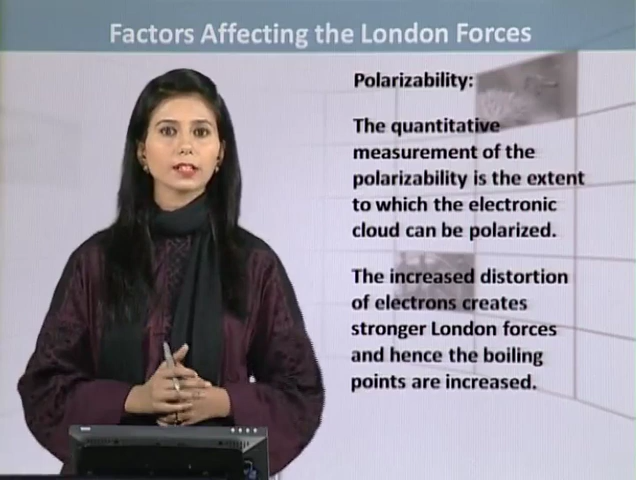 Factors Affecting the London Forces
Polarizability:
The quantitative
measurement of the
polarizability is the extent
to which the electronic
cloud can be polarized.
The increased distortion
of electrons creates
stronger London forces
and hence the boiling
points are increased.